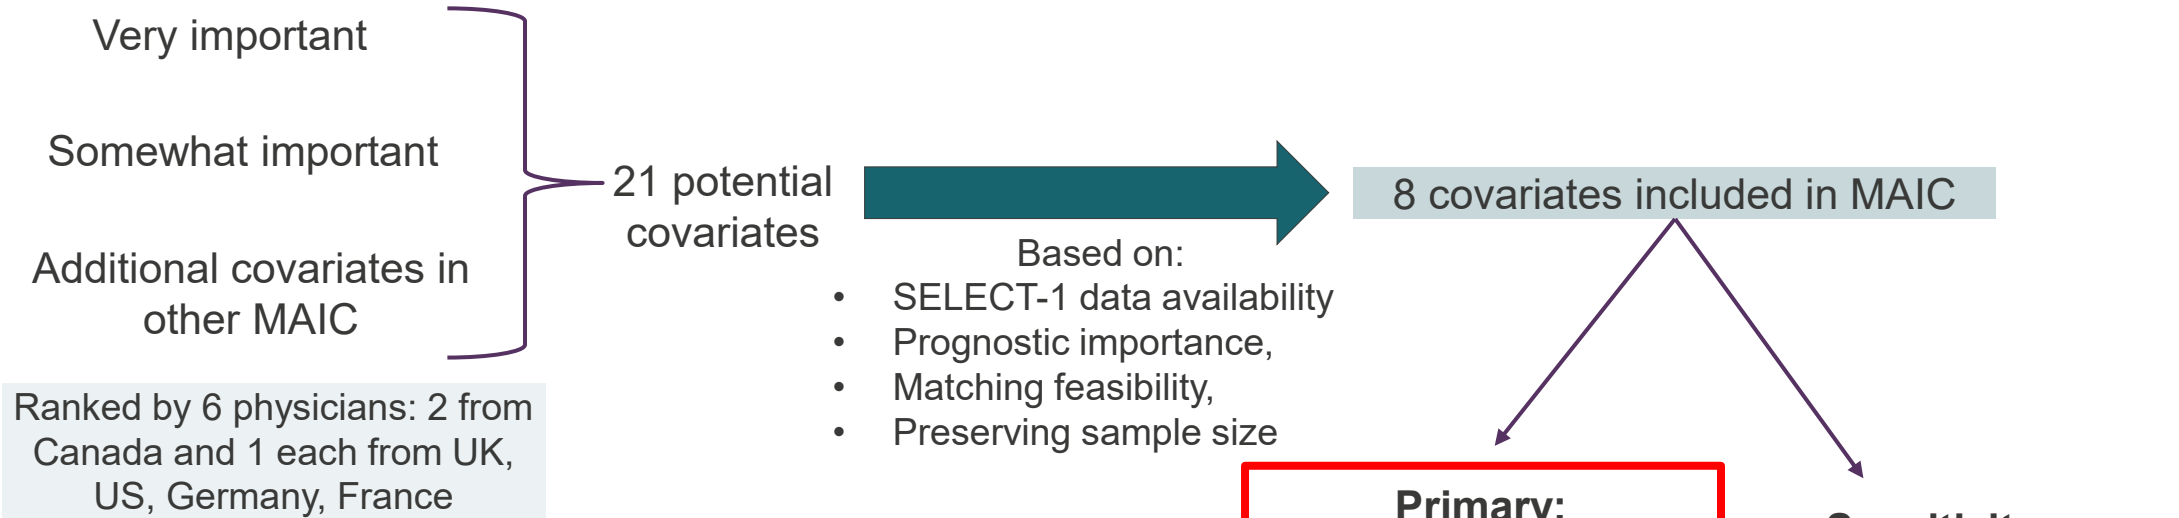 Very important
Somewhat important
Additional covariates in
other MAIC
Ranked by 6 physicians: 2 from
Canada and 1 each from UK,
US, Germany, France
21 potential
covariates
Based on:
• SELECT-1 data availability
• Prognostic importance,
• Matching feasibility,
• Preserving sample size
8 covariates included in MAIC
Primary: